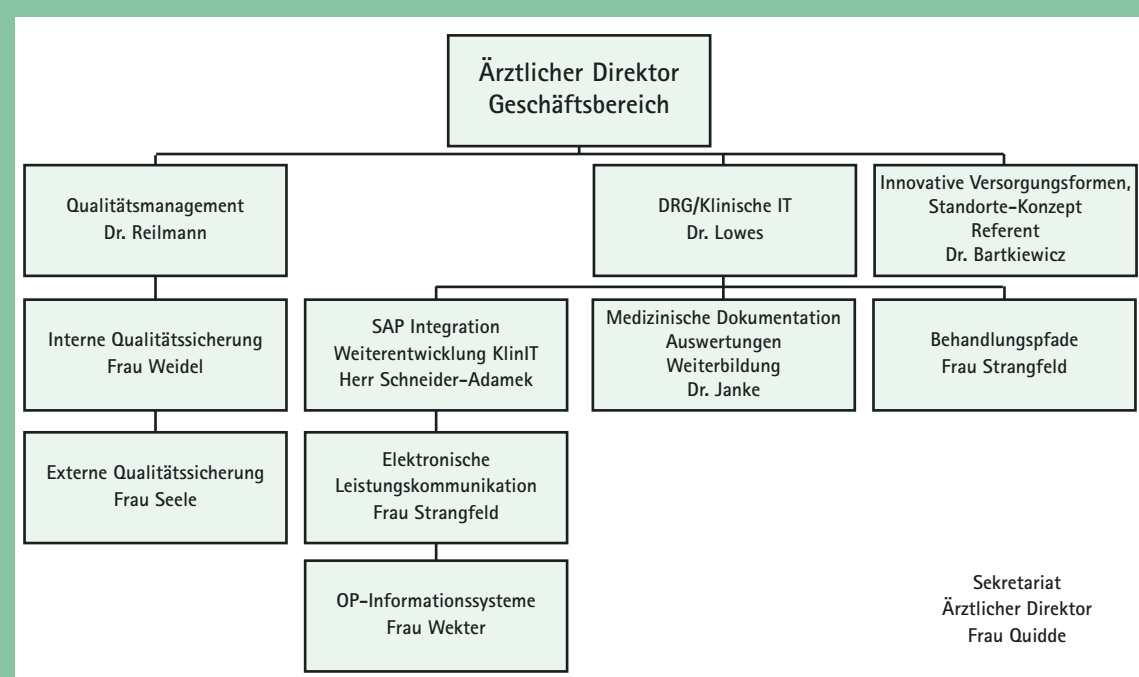 Ärztlicher Direktor
Geschäftsbereich
Qualitätsmanagement
Dr. Reilmann
DRG/Klinische IT
Dr. Lowes
Innovative Versorgungsformen,
Standorte-Konzept
Referent
Dr. Bartkiewicz
Interne Qualitätssicherung
Frau Weidel
SAP Integration
Weiterentwicklung KlinIT
Herr Schneider-Adamek
Medizinische Dokumentation
Auswertungen
Weiterbildung
Dr. Janke
Behandlungspfade
Frau Strangfeld
Externe Qualitätssicherung
Frau Seele
Elektronische
Leistungskommunikation
Frau Strangfeld
OP-Informationssysteme
Frau Wekter
Sekretariat
Ärztlicher Direktor
Frau Quidde